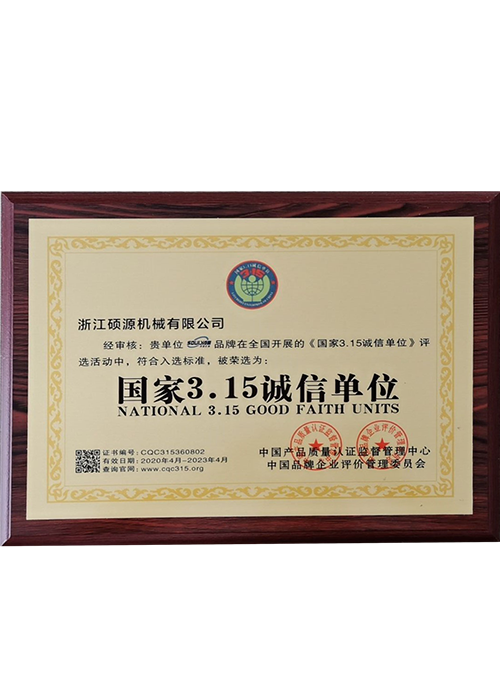 浙江硕源机械有限公司
经审核：贵单位 品牌在全国开展的《国家3.15诚信单位》评
选活动中，符合入选标准，被荣选为：
国家3.15诚信单位
NATIONAL 3.15 GOOD FAITH UNITS
证书编号：CQC315360802
有效日期：2020年4月-2023年4月
查询官网：www.cqc315.org
中国产品质量认证监督管理中心
中国品牌企业评价管理委员会